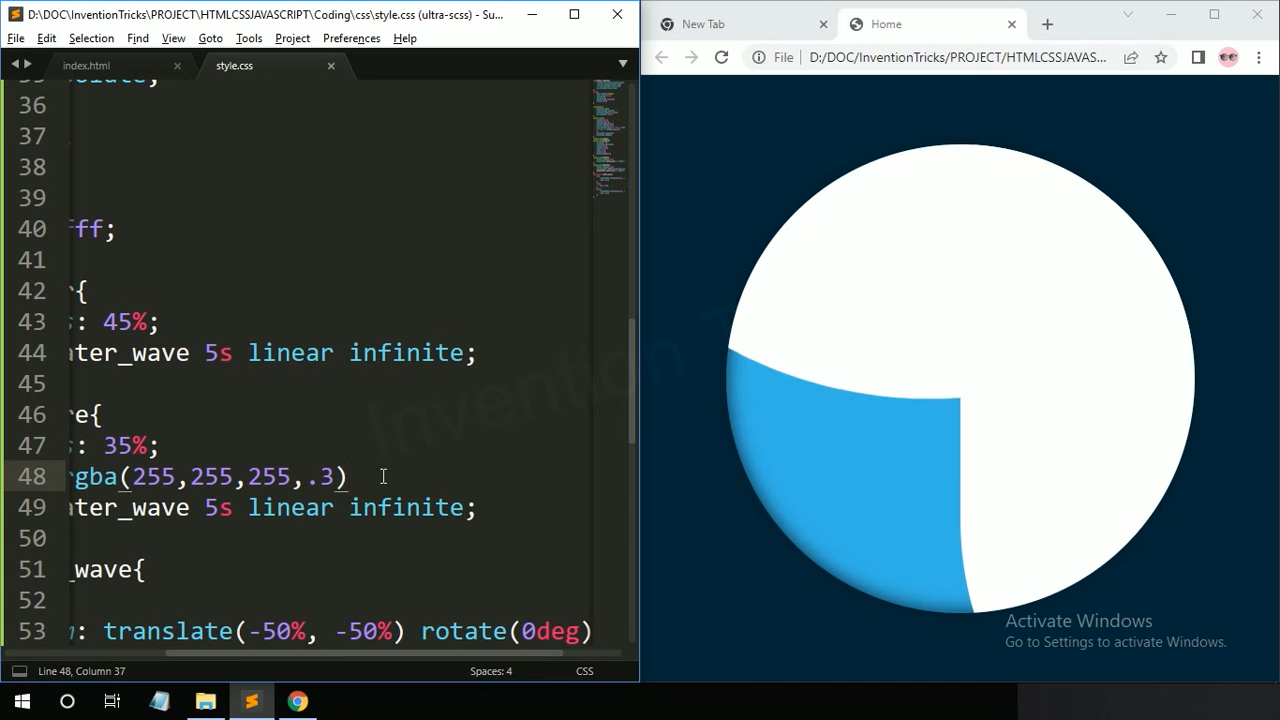 D:\DOC\InventionTricks\PROJECT\HTMLCSSJAVASCRIPT\Coding\css\style.css (ultra-scss) - Su...
File Edit Selection Find View Goto Tools Project Preferences Help
index.html
style.css
36
37
38
39
40 fff;
41
42 {
43 : 45%;
44 ater_wave 5s linear infinite;
45
46 re{
47 : 35%;
48 gba(255,255,255,.3)
49 ater_wave 5s linear infinite;
50
51 _wave{
52
53 : translate(-50%, -50%) rotate(0deg)
Line 48, Column 37
Spaces: 4
CSS
New Tab
Home
File D:/DOC/InventionTricks/PROJECT/HTMLCSSJAVAS...
Invention T
Activate Windows
Go to Settings to activate Windows.